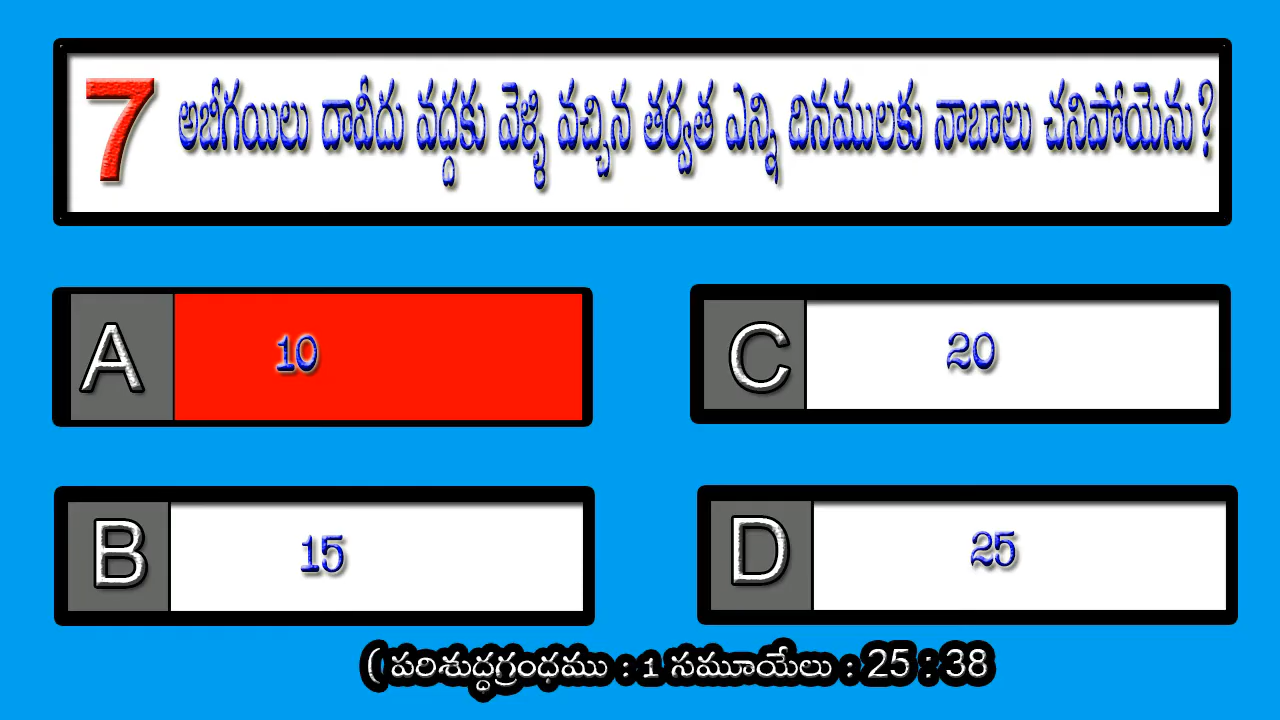 7 అబీగయిలు దావీదు వద్దకు వెళ్ళి వచ్చిన తర్వత ఎన్ని దినములకు నాబాలు చనిపోయెను?
A 10
C 20
B 15
D 25
( పరిశుద్ధగ్రంధము : 1 సమూయేలు : 25 : 38